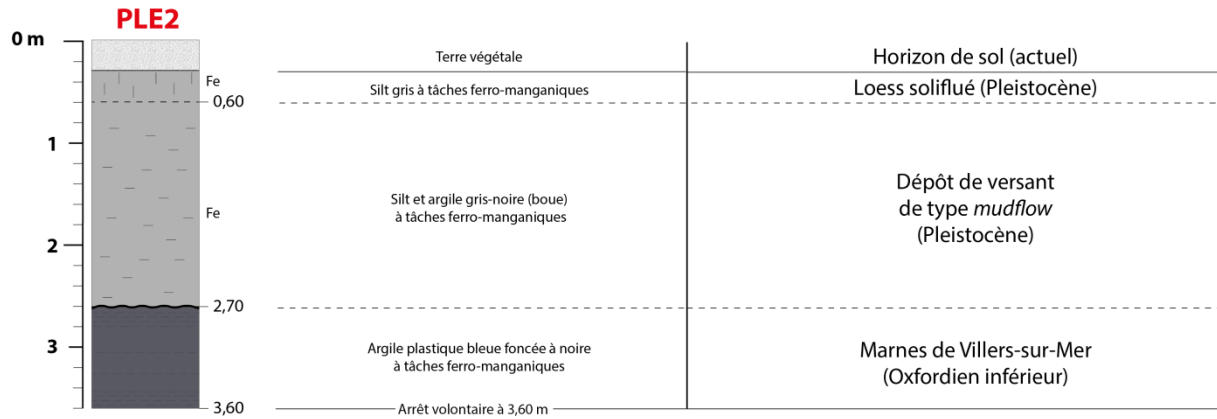 PLE2
0 m
1
2
3
Fe
0,60
Fe
2,70
3,60
Terre végétale
Horizon de sol (actuel)
Silt gris à tâches ferro-manganiques
Loess soliflué (Pleistocène)
Silt et argile gris-noire (boue)
à tâches ferro-manganiques
Dépôt de versant
de type mudflow
(Pleistocène)
Argile plastique bleue foncée à noire
à tâches ferro-manganiques
Marnes de Villers-sur-Mer
(Oxfordien inférieur)
Arrêt volontaire à 3,60 m